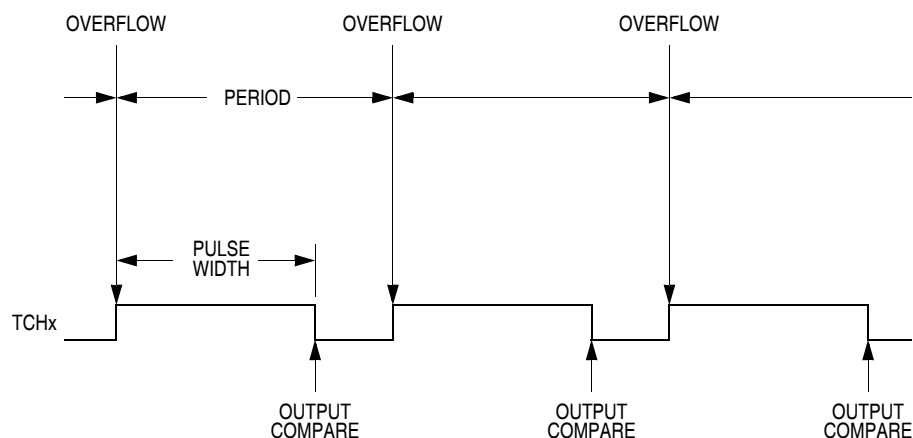 OVERFLOW
OVERFLOW
OVERFLOW
PERIOD
PULSE
WIDTH
TCHx
OUTPUT
COMPARE
OUTPUT
COMPARE
OUTPUT
COMPARE